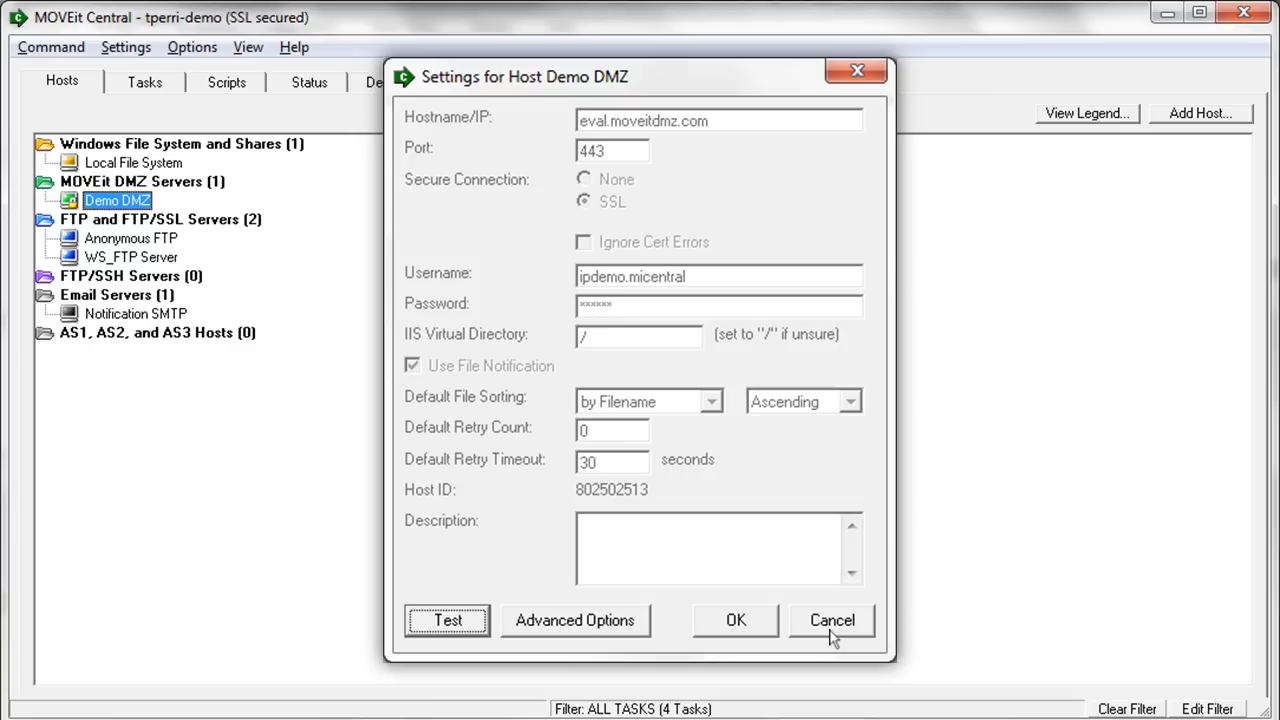 MOVEit Central - tperri-demo (SSL secured)
Command Settings Options View Help
Hosts Tasks Scripts Status De
View Legend... Add Host...
Windows File System and Shares (1)
Local File System
MOVEit DMZ Servers (1)
Demo DMZ
FTP and FTP/SSL Servers (2)
Anonymous FTP
WS_FTP Server
FTP/SSH Servers (0)
Email Servers (1)
Notification SMTP
AS1, AS2, and AS3 Hosts (0)
Settings for Host Demo DMZ
Hostname/IP: eval.moveitdmz.com
Port: 443
Secure Connection: None
SSL
Ignore Cert Errors
Username: ipdemo.micentral
Password: ******
IIS Virtual Directory: / (set to "/" if unsure)
Use File Notification
Default File Sorting: by Filename Ascending
Default Retry Count: 0
Default Retry Timeout: 30 seconds
Host ID: 802502513
Description:
Test Advanced Options OK Cancel
Filter: ALL TASKS (4 Tasks) Clear Filter Edit Filter